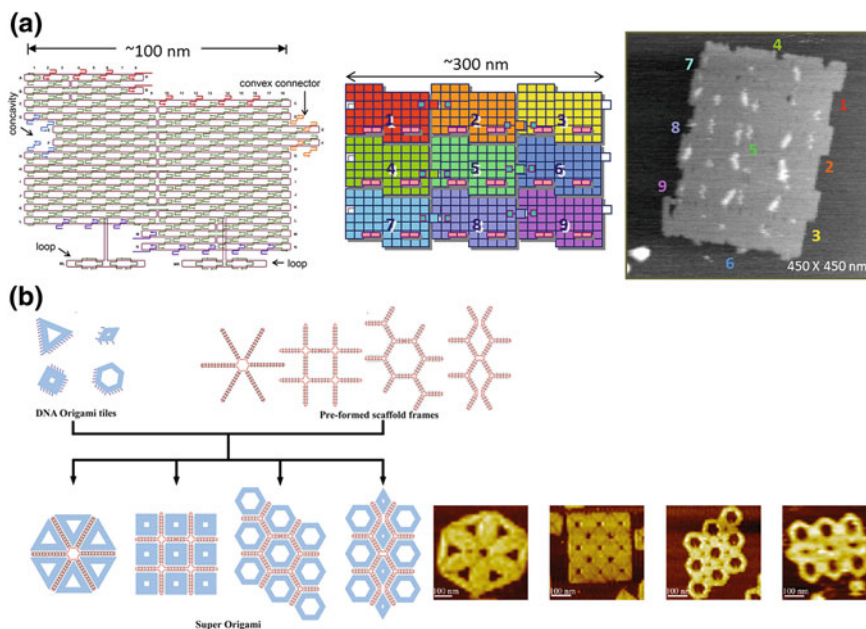 (a)
~100 nm
convex connector
concavity
loop
loop
~300 nm
1 2 3
4 5 6
7 8 9
4
7
1
8
5
2
9
3
6
450 X 450 nm
(b)
DNA Origami tiles
Pre-formed scaffold frames
Super Origami
100 nm
100 nm
100 nm
100 nm